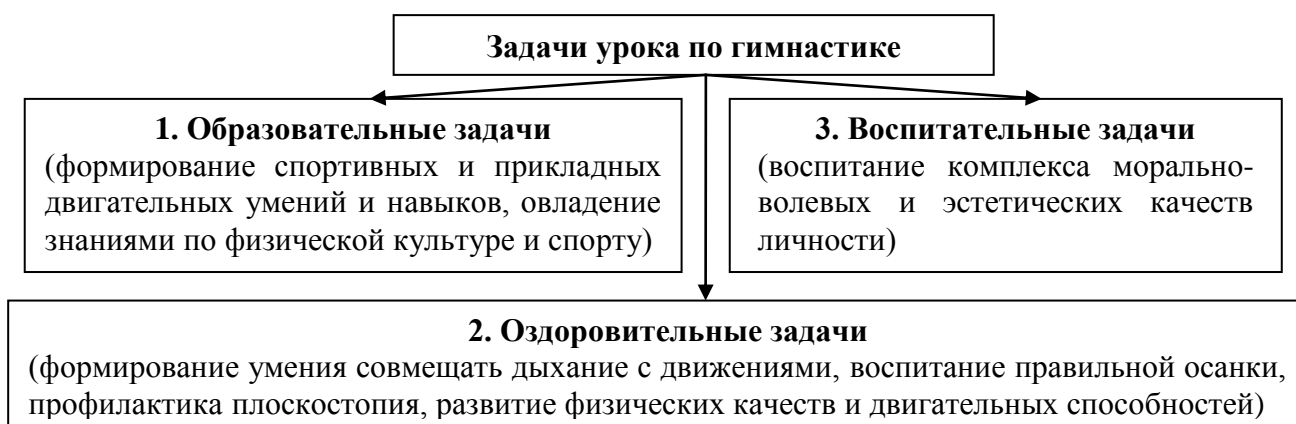 Задачи урока по гимнастике
1. Образовательные задачи
(формирование спортивных и прикладных
двигательных умений и навыков, овладение
знаниями по физической культуре и спорту)
3. Воспитательные задачи
(воспитание комплекса морально-
волевых и эстетических качеств
личности)
2. Оздоровительные задачи
(формирование умения совмещать дыхание с движениями, воспитание правильной осанки,
профилактика плоскостопия, развитие физических качеств и двигательных способностей)